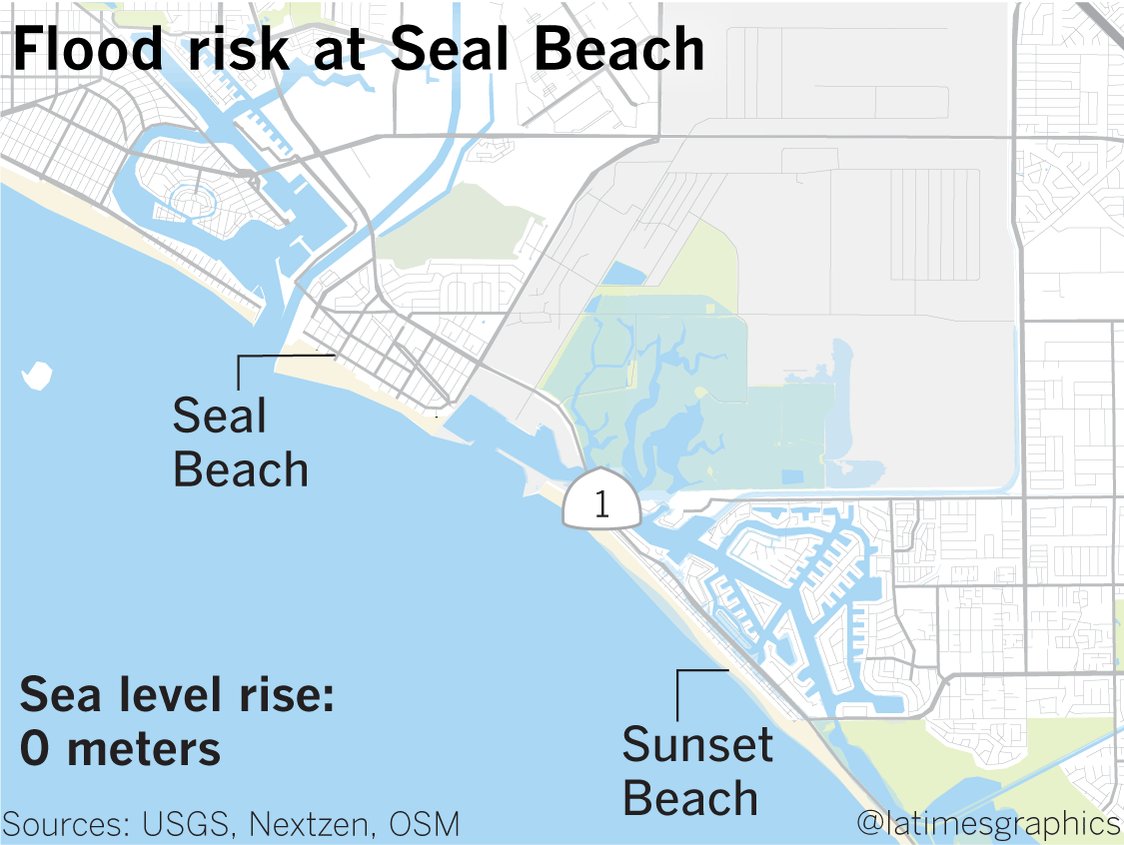 Flood risk at Seal Beach
Seal
Beach
1
Sunset
Beach
Sea level rise:
0 meters
Sources: USGS, Nextzen, OSM
@latimesgraphics